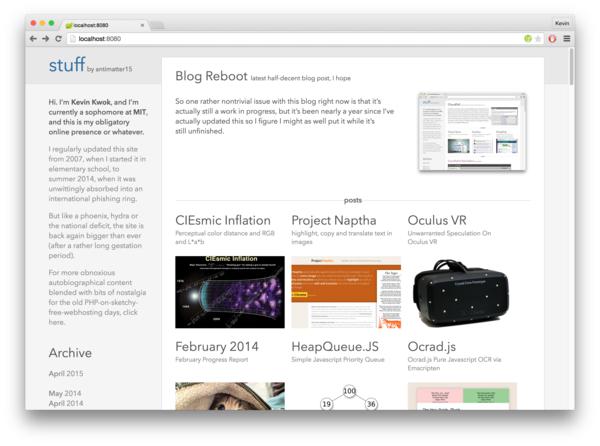 localhost:8080
Kevin
localhost:8080
stuff by antimatter15
Hi. I'm Kevin Kwok, and I'm
currently a sophomore at MIT,
and this is my obligatory
online presence or whatever.
I regularly updated this site
from 2007, when I started it in
elementary school, to
summer 2014, when it was
unwittingly absorbed into an
international phishing ring.
But like a phoenix, hydra or
the national deficit, the site is
back again bigger than ever
(after a rather long gestation
period).
For more obnoxious
autobiographical content
blended with bits of nostalgia
for the old PHP-on-sketchy-
free-webhosting days, click
here.
Archive
April 2015
May 2014
April 2014
Blog Reboot latest half-decent blog post, I hope
So one rather nontrivial issue with this blog right now is that it's
actually still a work in progress, but it's been nearly a year since I've
actually updated this so I figure I might as well put it while it's
still unfinished.
posts
CIEsmic Inflation
Perceptual color distance and RGB
and L*a*b
CIEsmic Inflation
Project Naptha
highlight, copy and translate text in
images
Project Naptha
Oculus VR
Unwarranted Speculation On
Oculus VR
February 2014
February Progress Report
HeapQueue.JS
Simple Javascript Priority Queue
100
19
36
Ocrad.js
Ocrad.js Pure Javascript OCR via
Emscripten